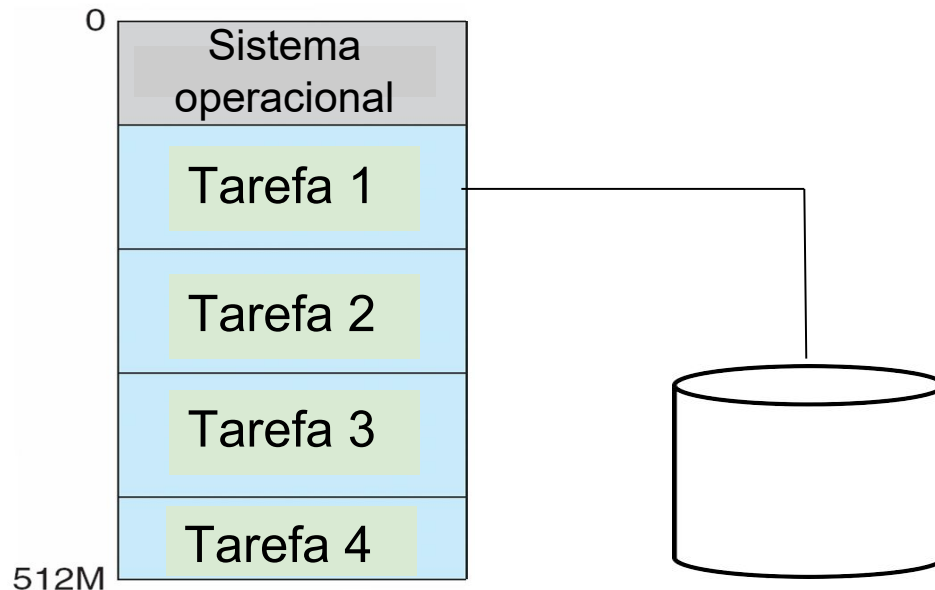 0
Sistema
operacional
Tarefa 1
Tarefa 2
Tarefa 3
Tarefa 4
512M